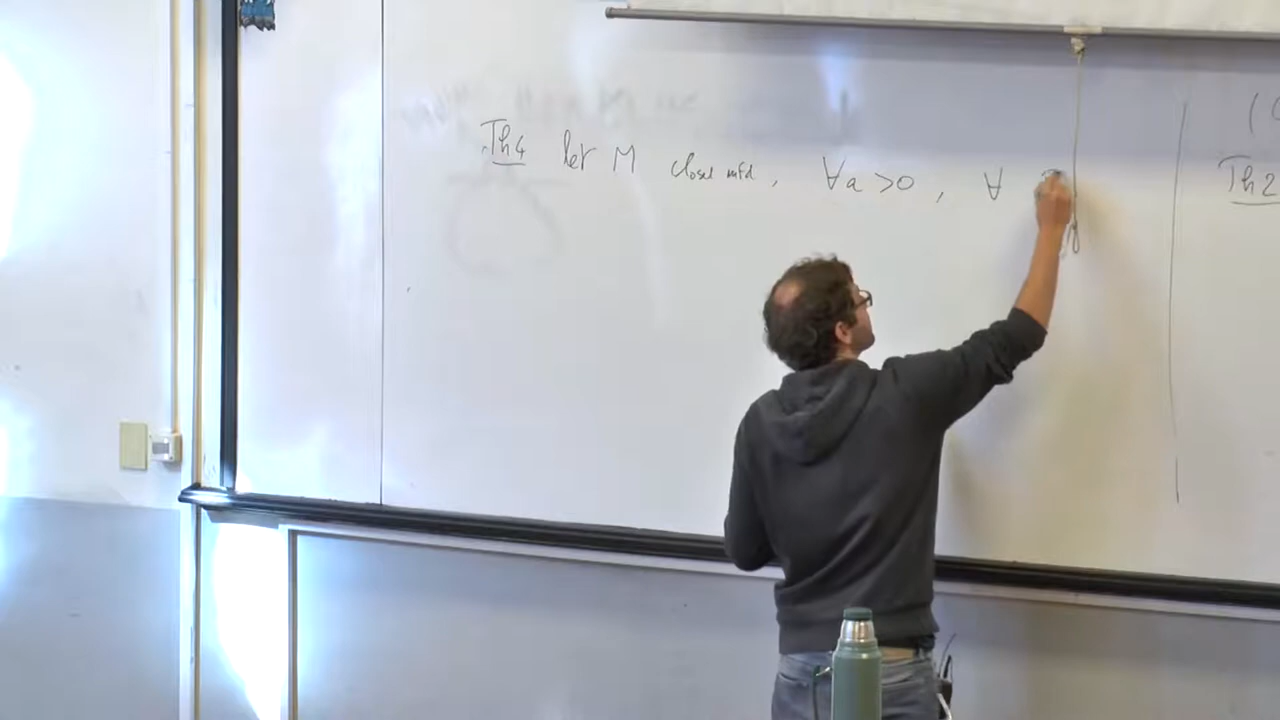 Th4 let M closed mfd, ∀a >0, ∀
Th2